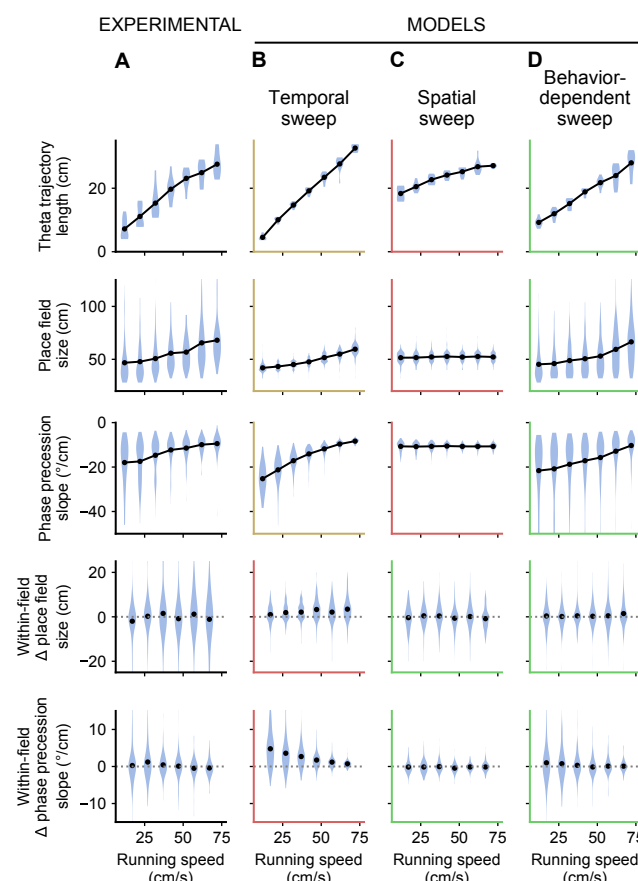 EXPERIMENTAL
MODELS
A
B
C
D
Temporal
sweep
Spatial
sweep
Behavior-
dependent
sweep
Theta trajectory
length (cm)
20
0
Place field
size (cm)
100
50
Phase precession
slope (°/cm)
0
−20
−40
Within-field
Δ place field
size (cm)
20
0
−20
Within-field
Δ phase precession
slope (°/cm)
10
0
−10
25 50 75
25 50 75
25 50 75
25 50 75
Running speed
(cm/s)
Running speed
(cm/s)
Running speed
(cm/s)
Running speed
(cm/s)